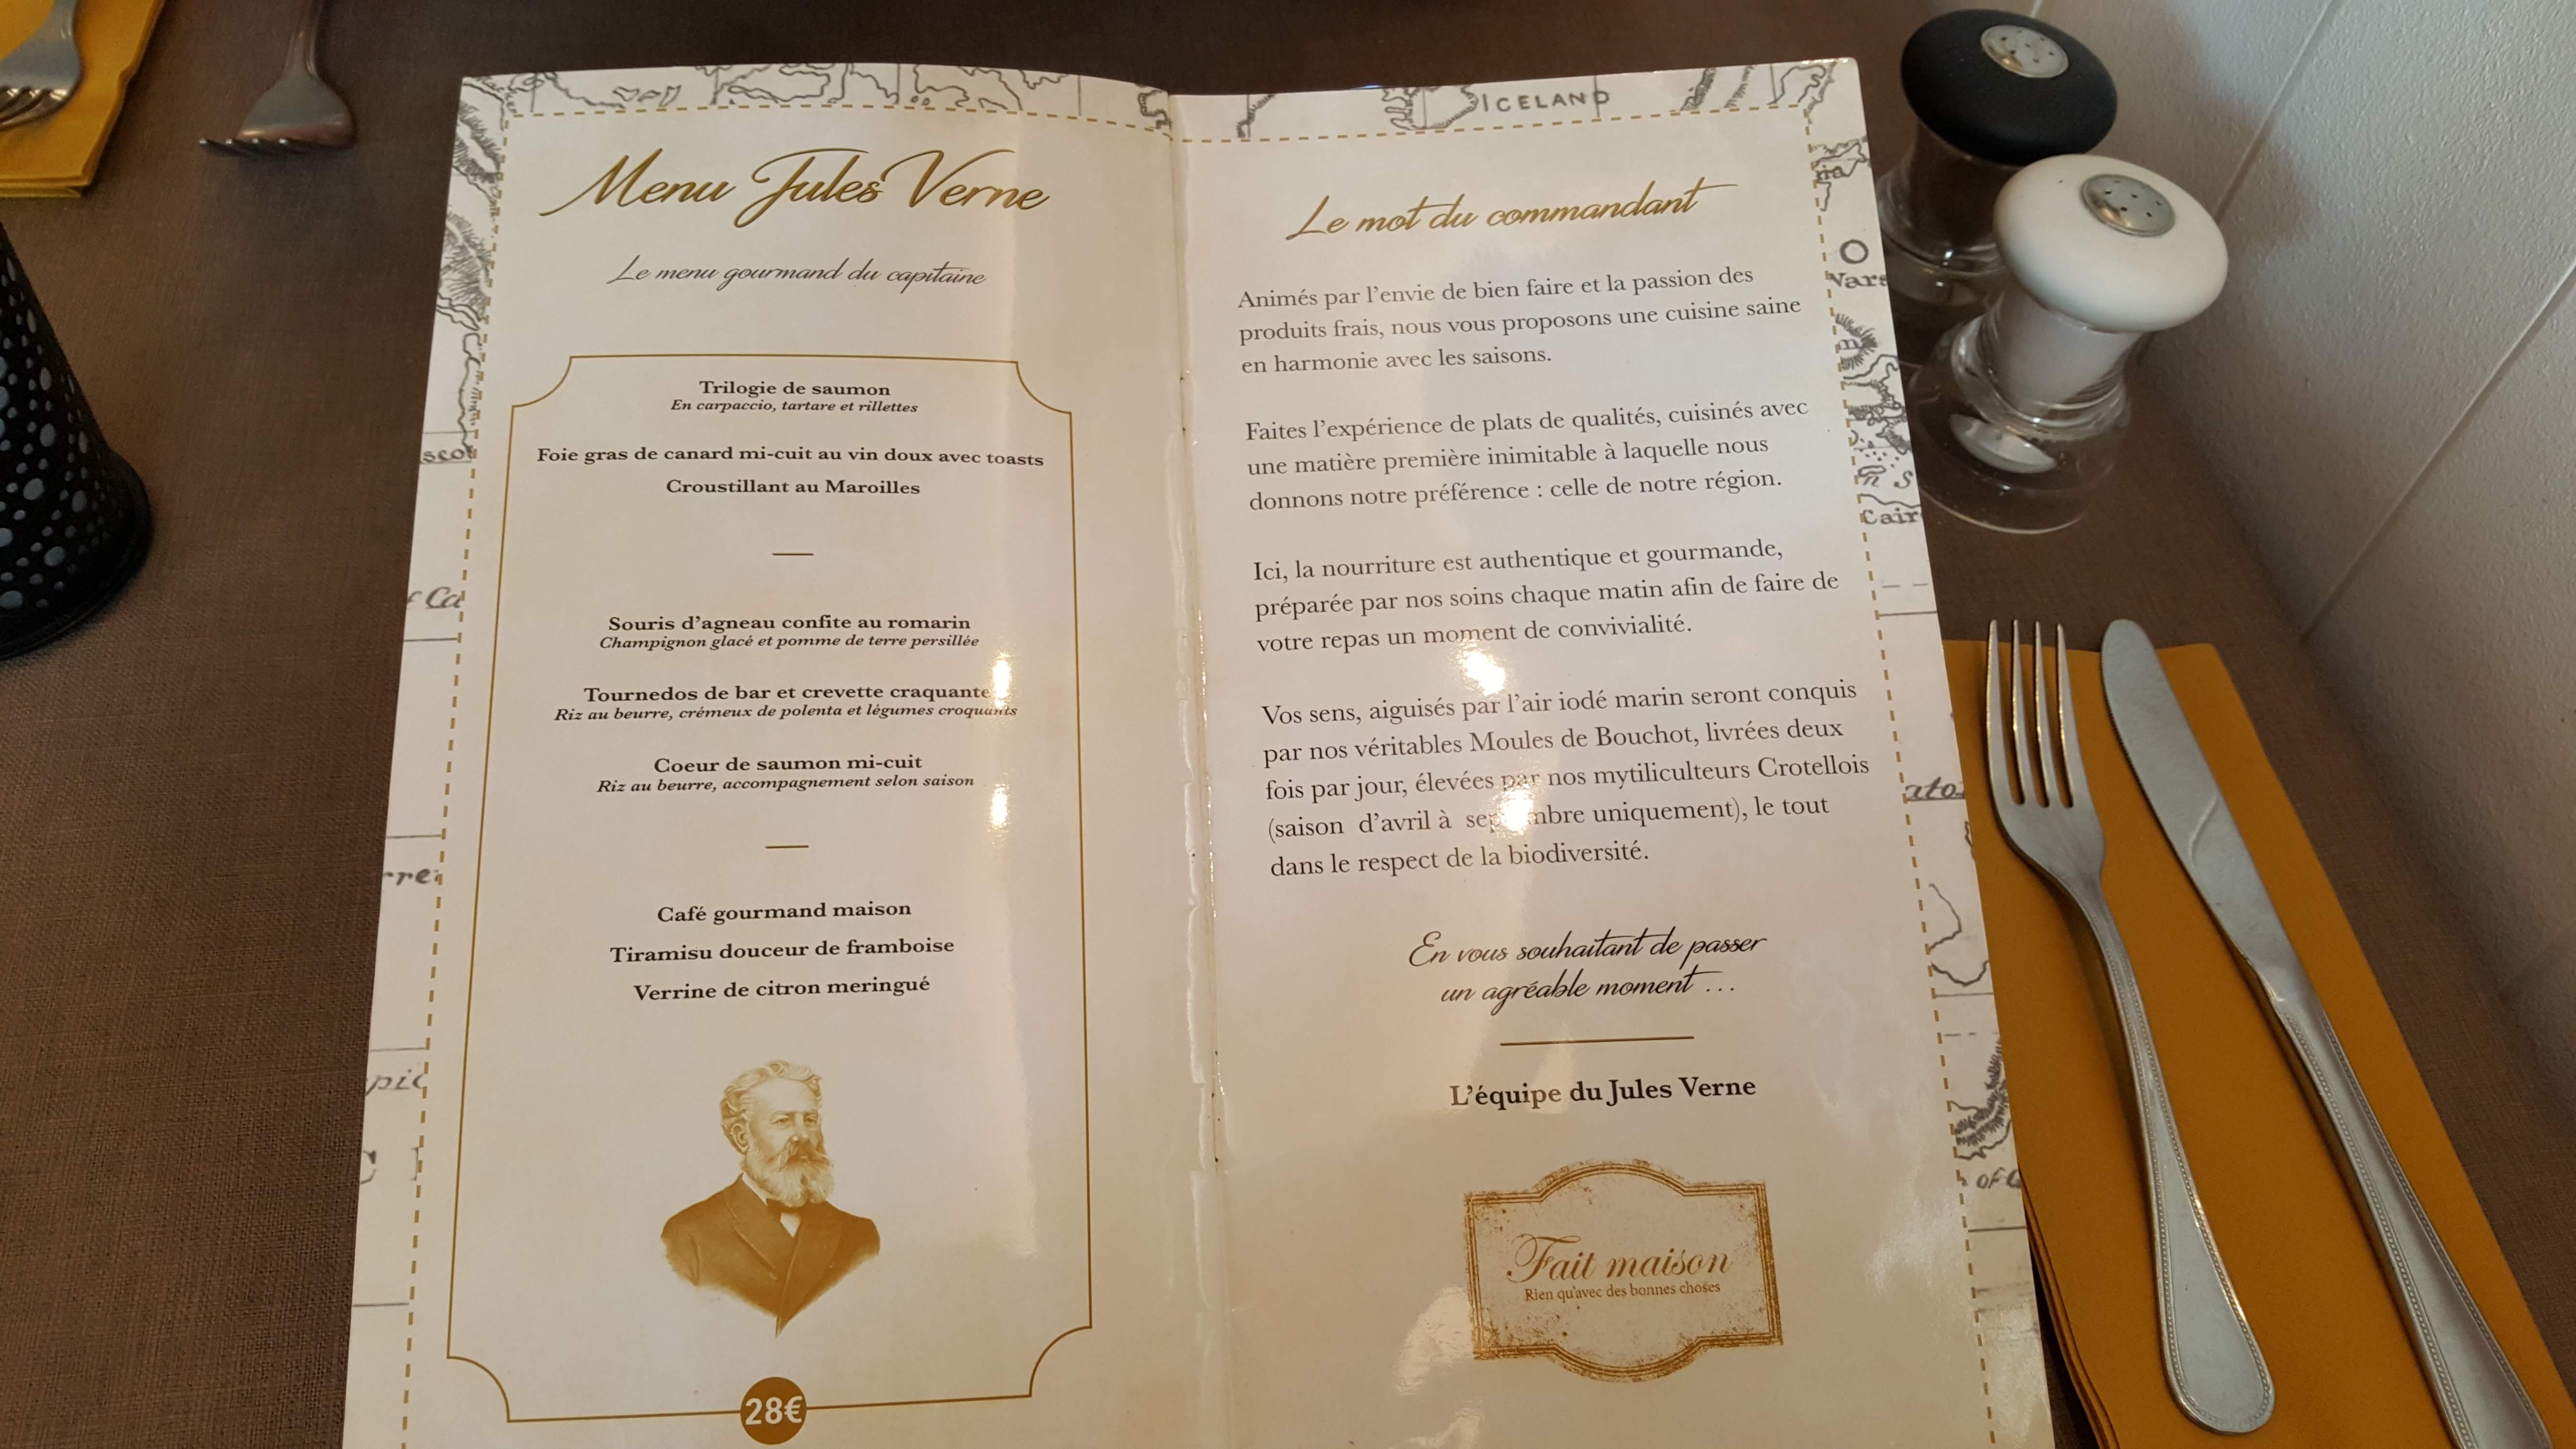 Menu Jules Verne
Le menu gourmand du capitaine
Trilogie de saumon
En carpaccio, tartare et rillettes
Foie gras de canard mi-cuit au vin doux avec toasts
Croustillant au Maroilles
Souris d'agneau confite au romarin
Champignon glacé et pomme de terre persillée
Tournedos de bar et crevette craquante
Riz au beurre, crémeux de polenta et légumes croquants
Coeur de saumon mi-cuit
Riz au beurre, accompagnement selon saison
Café gourmand maison
Tiramisu douceur de framboise
Verrine de citron meringué
28€
ICELAND
Le mot du commandant
Animés par l'envie de bien faire et la passion des
produits frais, nous vous proposons une cuisine saine
en harmonie avec les saisons.
Faites l'expérience de plats de qualités, cuisinés avec
une matière première inimitable à laquelle nous
donnons notre préférence : celle de notre région.
Ici, la nourriture est authentique et gourmande,
préparée par nos soins chaque matin afin de faire de
votre repas un moment de convivialité.
Vos sens, aiguisés par l'air iodé marin seront conquis
par nos véritables Moules de Bouchot, livrées deux
fois par jour, élevées par nos mytiliculteurs Crotellois
(saison d'avril à septembre uniquement), le tout
dans le respect de la biodiversité.
En vous souhaitant de passer
un agréable moment ...
L'équipe du Jules Verne
Fait maison
Rien qu'avec des bonnes choses